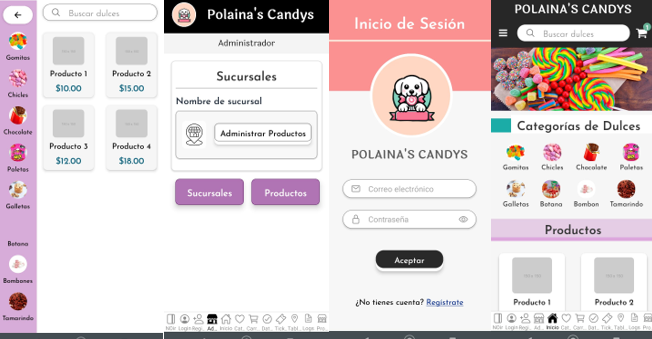 Buscar dulces
Gomitas
Chicles
Chocolate
Paletas
Galletas
Botana
Bombones
Tamarindo
Producto 1
$10.00
Producto 2
$15.00
Producto 3
$12.00
Producto 4
$18.00
Polaina's Candys
Administrador
Sucursales
Nombre de sucursal
Administrar Productos
Sucursales
Productos
Inicio de Sesión
POLAINA'S CANDYS
Correo electrónico
Contraseña
Aceptar
¿No tienes cuenta? Regístrate
POLAINA'S CANDYS
Buscar dulces
Categorías de Dulces
Gomitas
Chicles
Chocolate
Paletas
Galletas
Botana
Bombon
Tamarindo
Productos
Producto 1
Producto 2